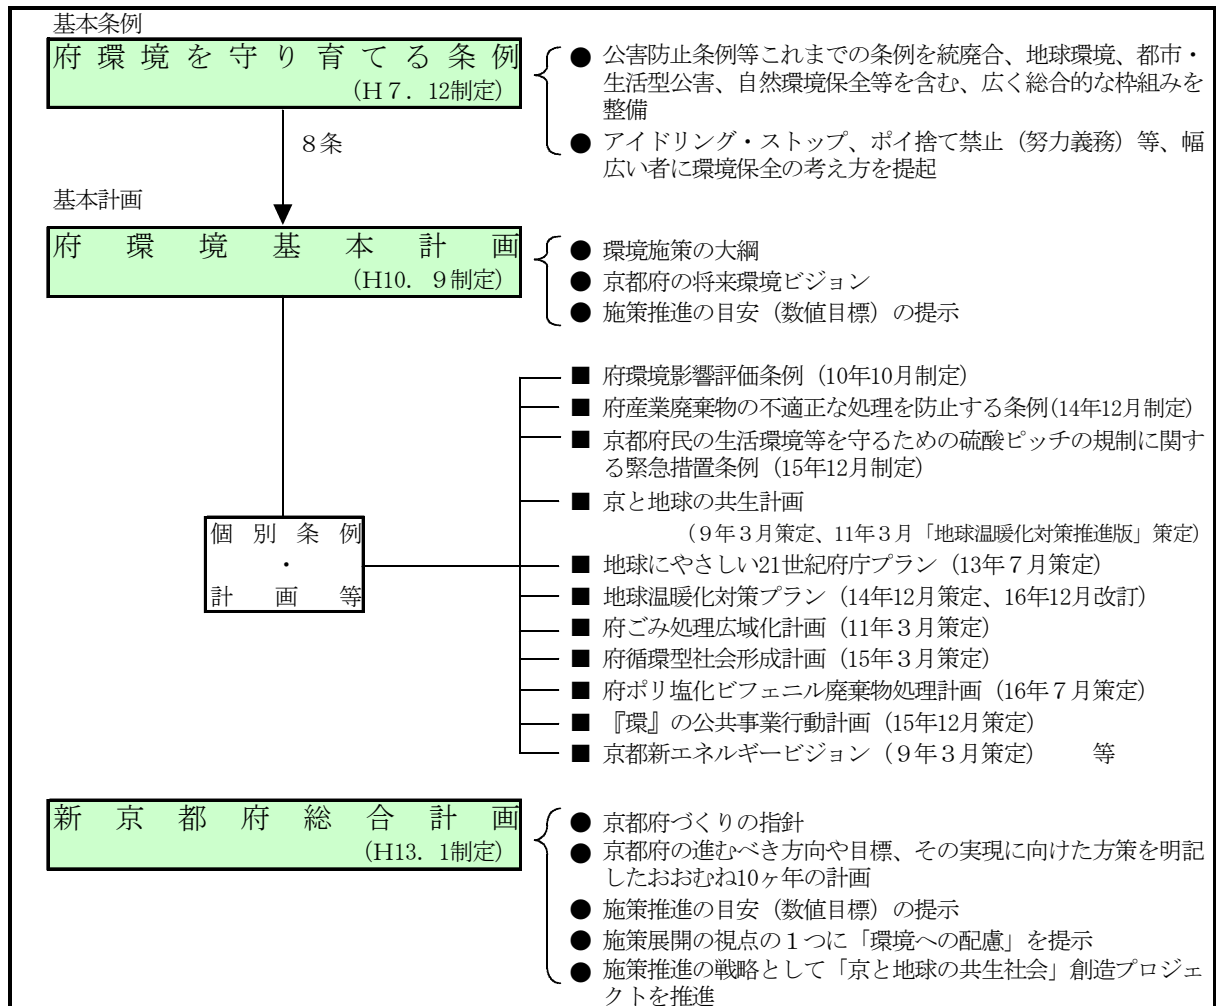 基本条例
府環境を守り育てる条例
(H7．12制定)
● 公害防止条例等これまでの条例を統廃合、地球環境、都市・
生活型公害、自然環境保全等を含む、広く総合的な枠組みを
整備
● アイドリング・ストップ、ポイ捨て禁止（努力義務）等、幅
広い者に環境保全の考え方を提起
8条
基本計画
府環境基本計画
(H10．9制定)
● 環境施策の大綱
● 京都府の将来環境ビジョン
● 施策推進の目安（数値目標）の提示
個別条例
・
計画等
■ 府環境影響評価条例（10年10月制定）
■ 府産業廃棄物の不適正な処理を防止する条例(14年12月制定)
■ 京都府民の生活環境等を守るための硫酸ピッチの規制に関す
る緊急措置条例（15年12月制定）
■ 京と地球の共生計画
（9年3月策定、11年3月「地球温暖化対策推進版」策定）
■ 地球にやさしい21世紀府庁プラン（13年7月策定）
■ 地球温暖化対策プラン（14年12月策定、16年12月改訂）
■ 府ごみ処理広域化計画（11年3月策定）
■ 府循環型社会形成計画（15年3月策定）
■ 府ポリ塩化ビフェニル廃棄物処理計画（16年7月策定）
■ 『環』の公共事業行動計画（15年12月策定）
■ 京都新エネルギービジョン（9年3月策定）　　等
新京都府総合計画
(H13．1制定)
● 京都府づくりの指針
● 京都府の進むべき方向や目標、その実現に向けた方策を明記
したおおむね10ヶ年の計画
● 施策推進の目安（数値目標）の提示
● 施策展開の視点の１つに「環境への配慮」を提示
● 施策推進の戦略として「京と地球の共生社会」創造プロジェ
クトを推進